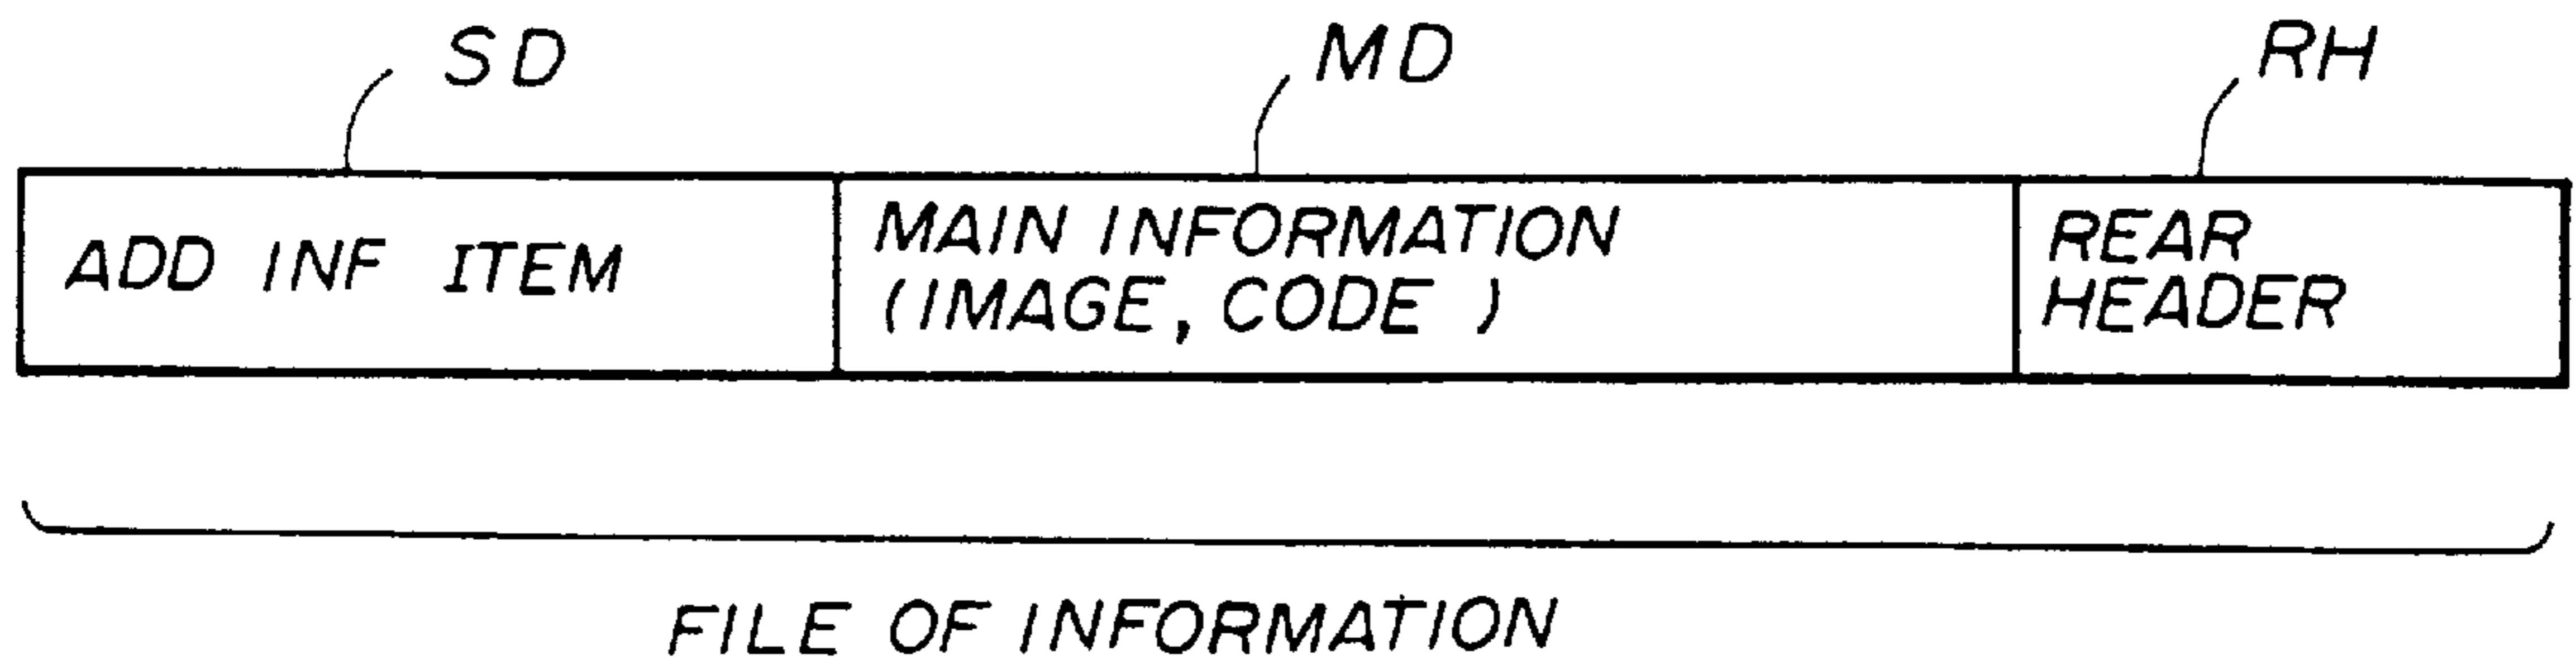 SD
MD
RH
ADD INF ITEM
MAIN INFORMATION
(IMAGE, CODE )
REAR
HEADER
FILE OF INFORMATION